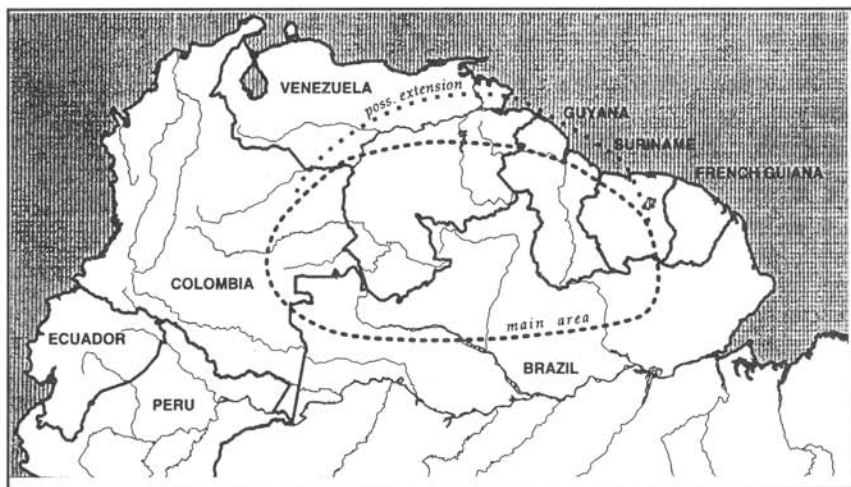 VENEZUELA
poss. extension
GUYANA
SURINAME
FRENCH GUIANA
COLOMBIA
main area
ECUADOR
BRAZIL
PERU